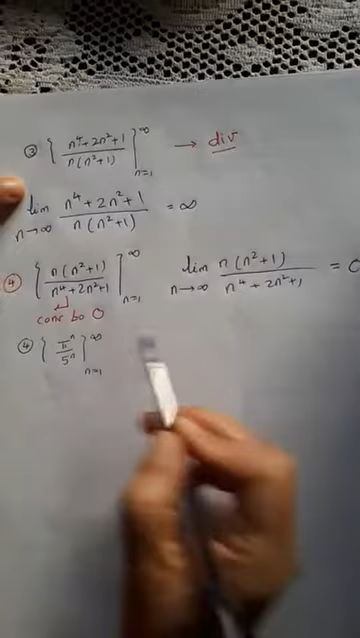 ③ { n⁴+2n²+1 / n(n²+1) }∞ n=1 → div
lim n→∞ n⁴+2n²+1 / n(n²+1) = ∞
④ { n(n²+1) / n⁴+2n²+1 }∞ n=1 lim n→∞ n(n²+1) / n⁴+2n²+1 = 0
conv to 0
④ { πⁿ / 5ⁿ }∞ n=1